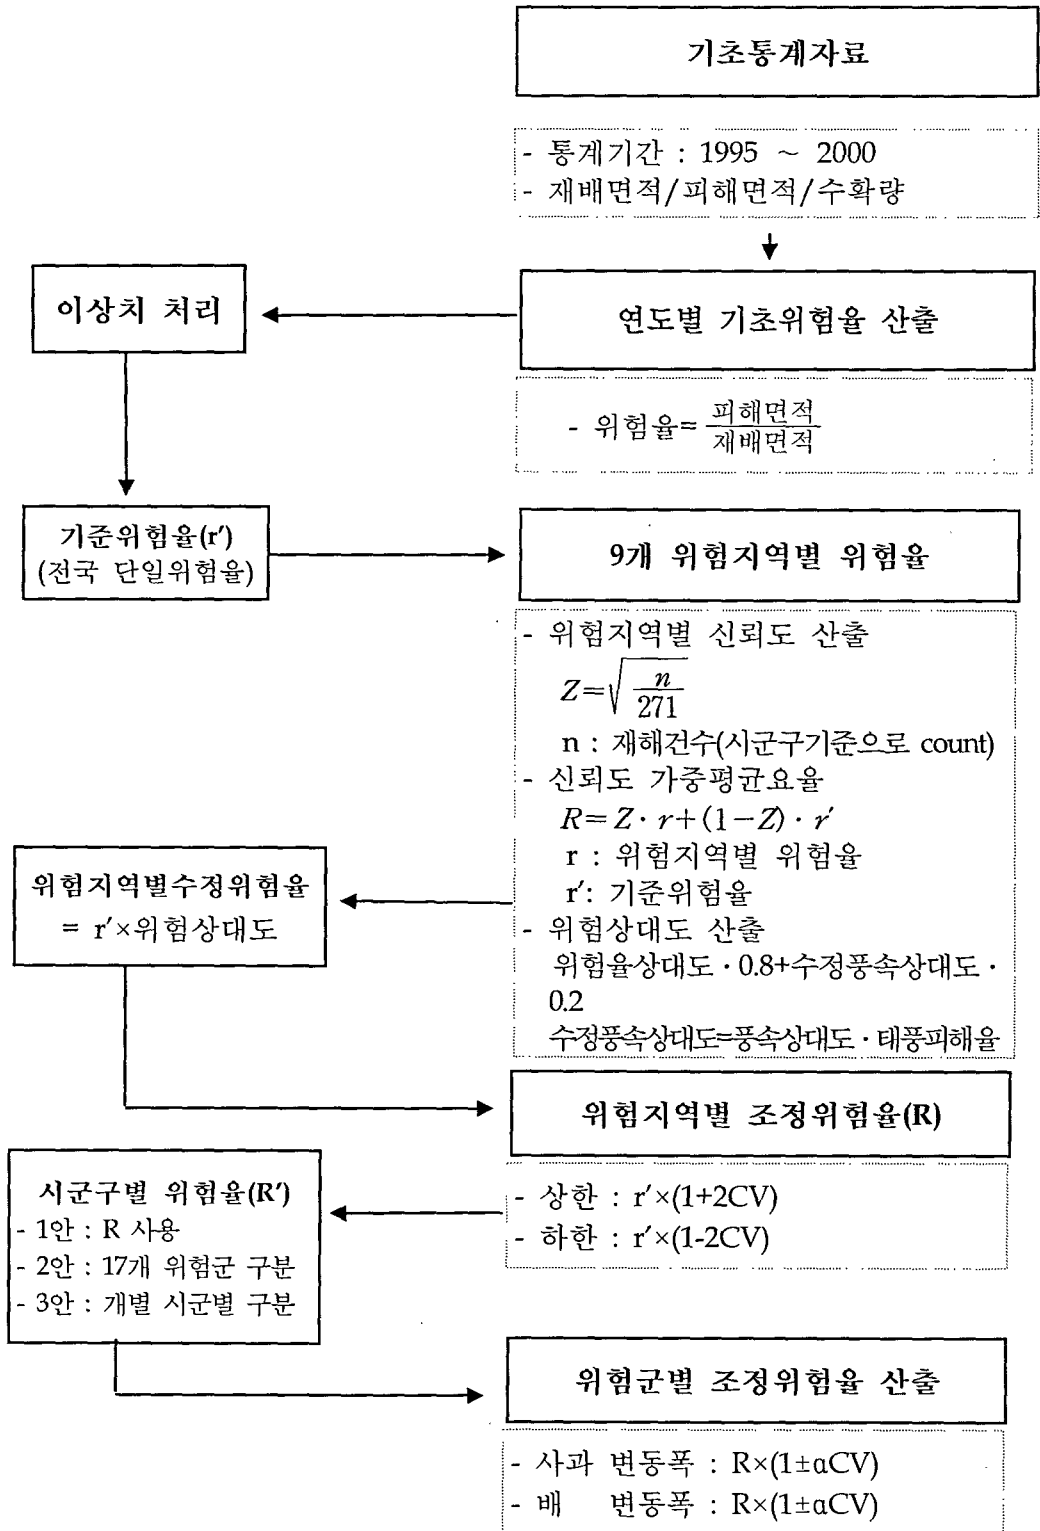 기초통계자료
- 통계기간 : 1995 ~ 2000
- 재배면적/피해면적/수확량
이상치 처리
연도별 기초위험율 산출
- 위험율= 피해면적
재배면적
기준위험율(r′)
(전국 단일위험율)
9개 위험지역별 위험율
- 위험지역별 신뢰도 산출
Z=√ n
271
n : 재해건수(시군구기준으로 count)
- 신뢰도 가중평균요율
R= Z· r+(1−Z)· r′
r : 위험지역별 위험율
r′: 기준위험율
- 위험상대도 산출
위험율상대도 · 0.8+수정풍속상대도 ·
0.2
수정풍속상대도=풍속상대도 · 태풍피해율
위험지역별수정위험율
= r′×위험상대도
위험지역별 조정위험율(R)
- 상한 : r′×(1+2CV)
- 하한 : r′×(1-2CV)
시군구별 위험율(R′)
- 1안 : R 사용
- 2안 : 17개 위험군 구분
- 3안 : 개별 시군별 구분
위험군별 조정위험율 산출
- 사과 변동폭 : R×(1±αCV)
- 배 변동폭 : R×(1±αCV)